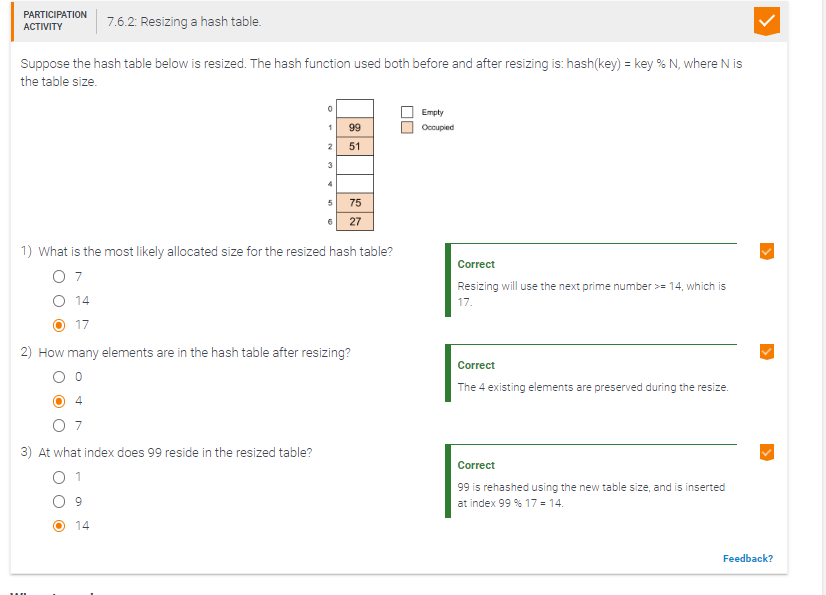 PARTICIPATION
ACTIVITY
7.6.2: Resizing a hash table.
Suppose the hash table below is resized. The hash function used both before and after resizing is: hash(key) = key % N, where N is
the table size.
0
1 99
2 51
3
4
5 75
6 27
Empty
Occupied
1) What is the most likely allocated size for the resized hash table?
7
14
17
Correct
Resizing will use the next prime number >= 14, which is
17.
2) How many elements are in the hash table after resizing?
0
4
7
Correct
The 4 existing elements are preserved during the resize.
3) At what index does 99 reside in the resized table?
1
9
14
Correct
99 is rehashed using the new table size, and is inserted
at index 99 % 17 = 14.
Feedback?